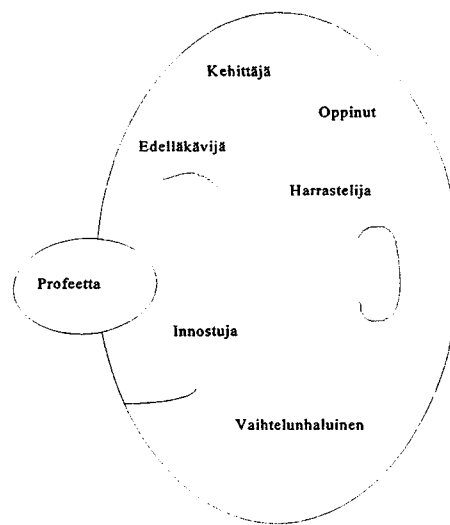 Kehittäjä
Oppinut
Edelläkävijä
Harrastelija
Profeetta
Innostuja
Vaihtelunhaluinen